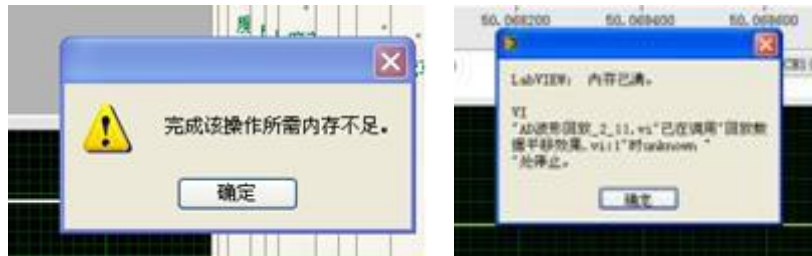 完成该操作所需内存不足。
确定
50.068200
50.068400
50.068600
LabVIEW: 内存已满。
VI
"AD波形回放_2_11.vi"已在调用"回放数
据平移效果.vi:1"时unknown "
"处停止。
确定